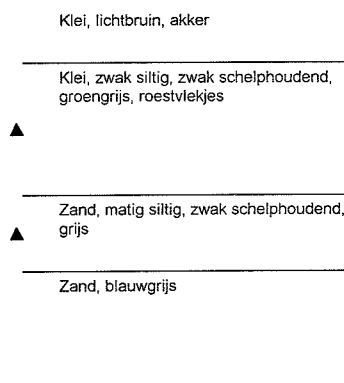 Klei, lichtbruin, akker
Klei, zwak siltig, zwak schelphoudend,
groengrijs, roestvlekjes
Zand, matig siltig, zwak schelphoudend,
grijs
Zand, blauwgrijs